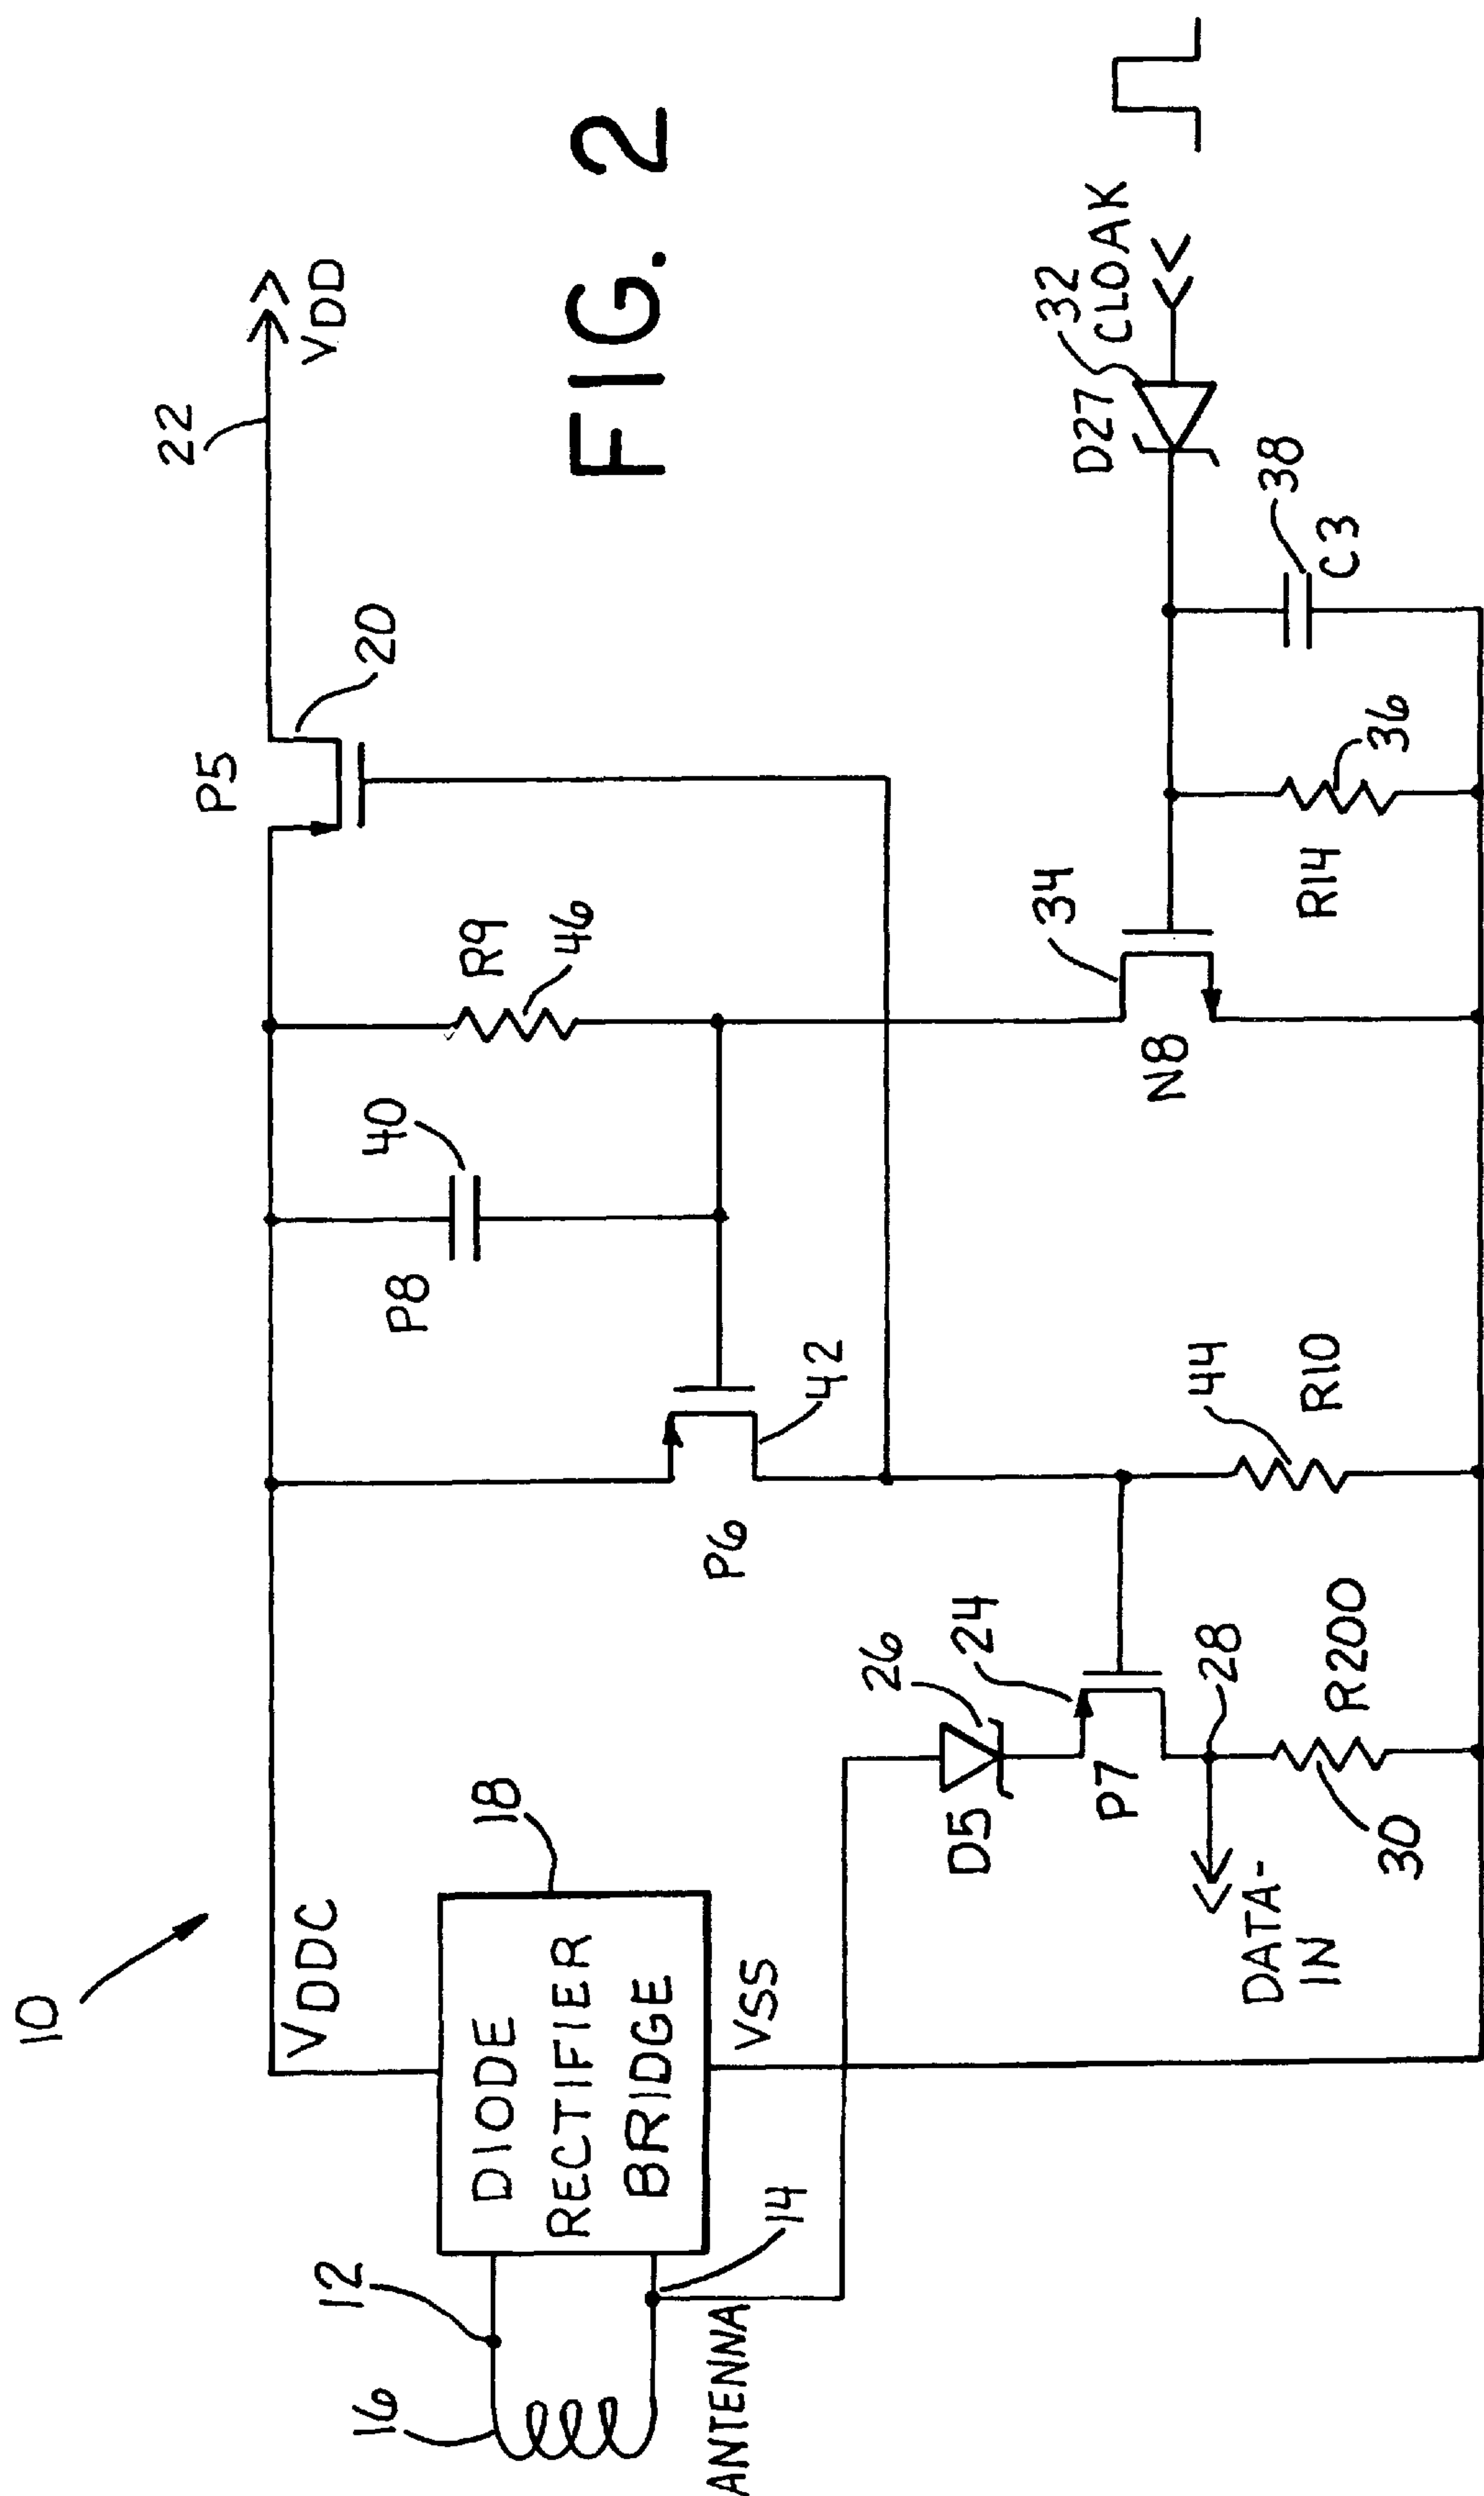 10
22
P5
20
VDD
VDDC
P8
40
R9
46
FIG. 2
12
16
DIODE
RECTIFIER
BRIDGE
18
14
ANTENNA
VSS
P6
42
26
24
D5
P7
28
DATA-
IN
30
R200
44
R10
34
N8
R14
36
D27
32
CLOAK
38
C3